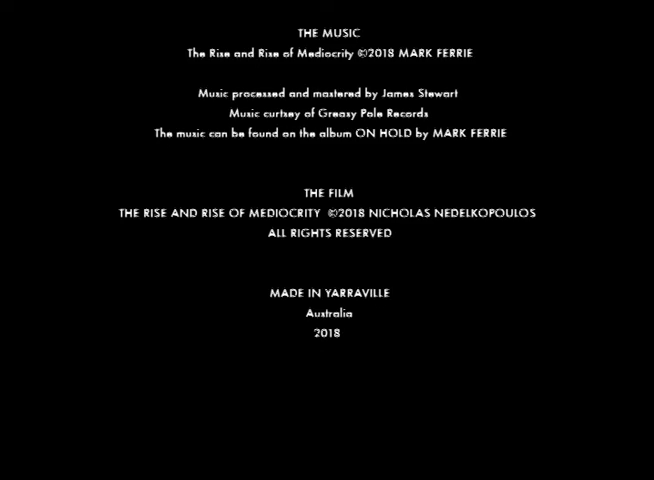 THE MUSIC
The Rise and Rise of Mediocrity ©2018 MARK FERRIE
Music processed and mastered by James Stewart
Music curtsey of Greasy Pole Records
The music can be found on the album ON HOLD by MARK FERRIE
THE FILM
THE RISE AND RISE OF MEDIOCRITY ©2018 NICHOLAS NEDELKOPOULOS
ALL RIGHTS RESERVED
MADE IN YARRAVILLE
Australia
2018